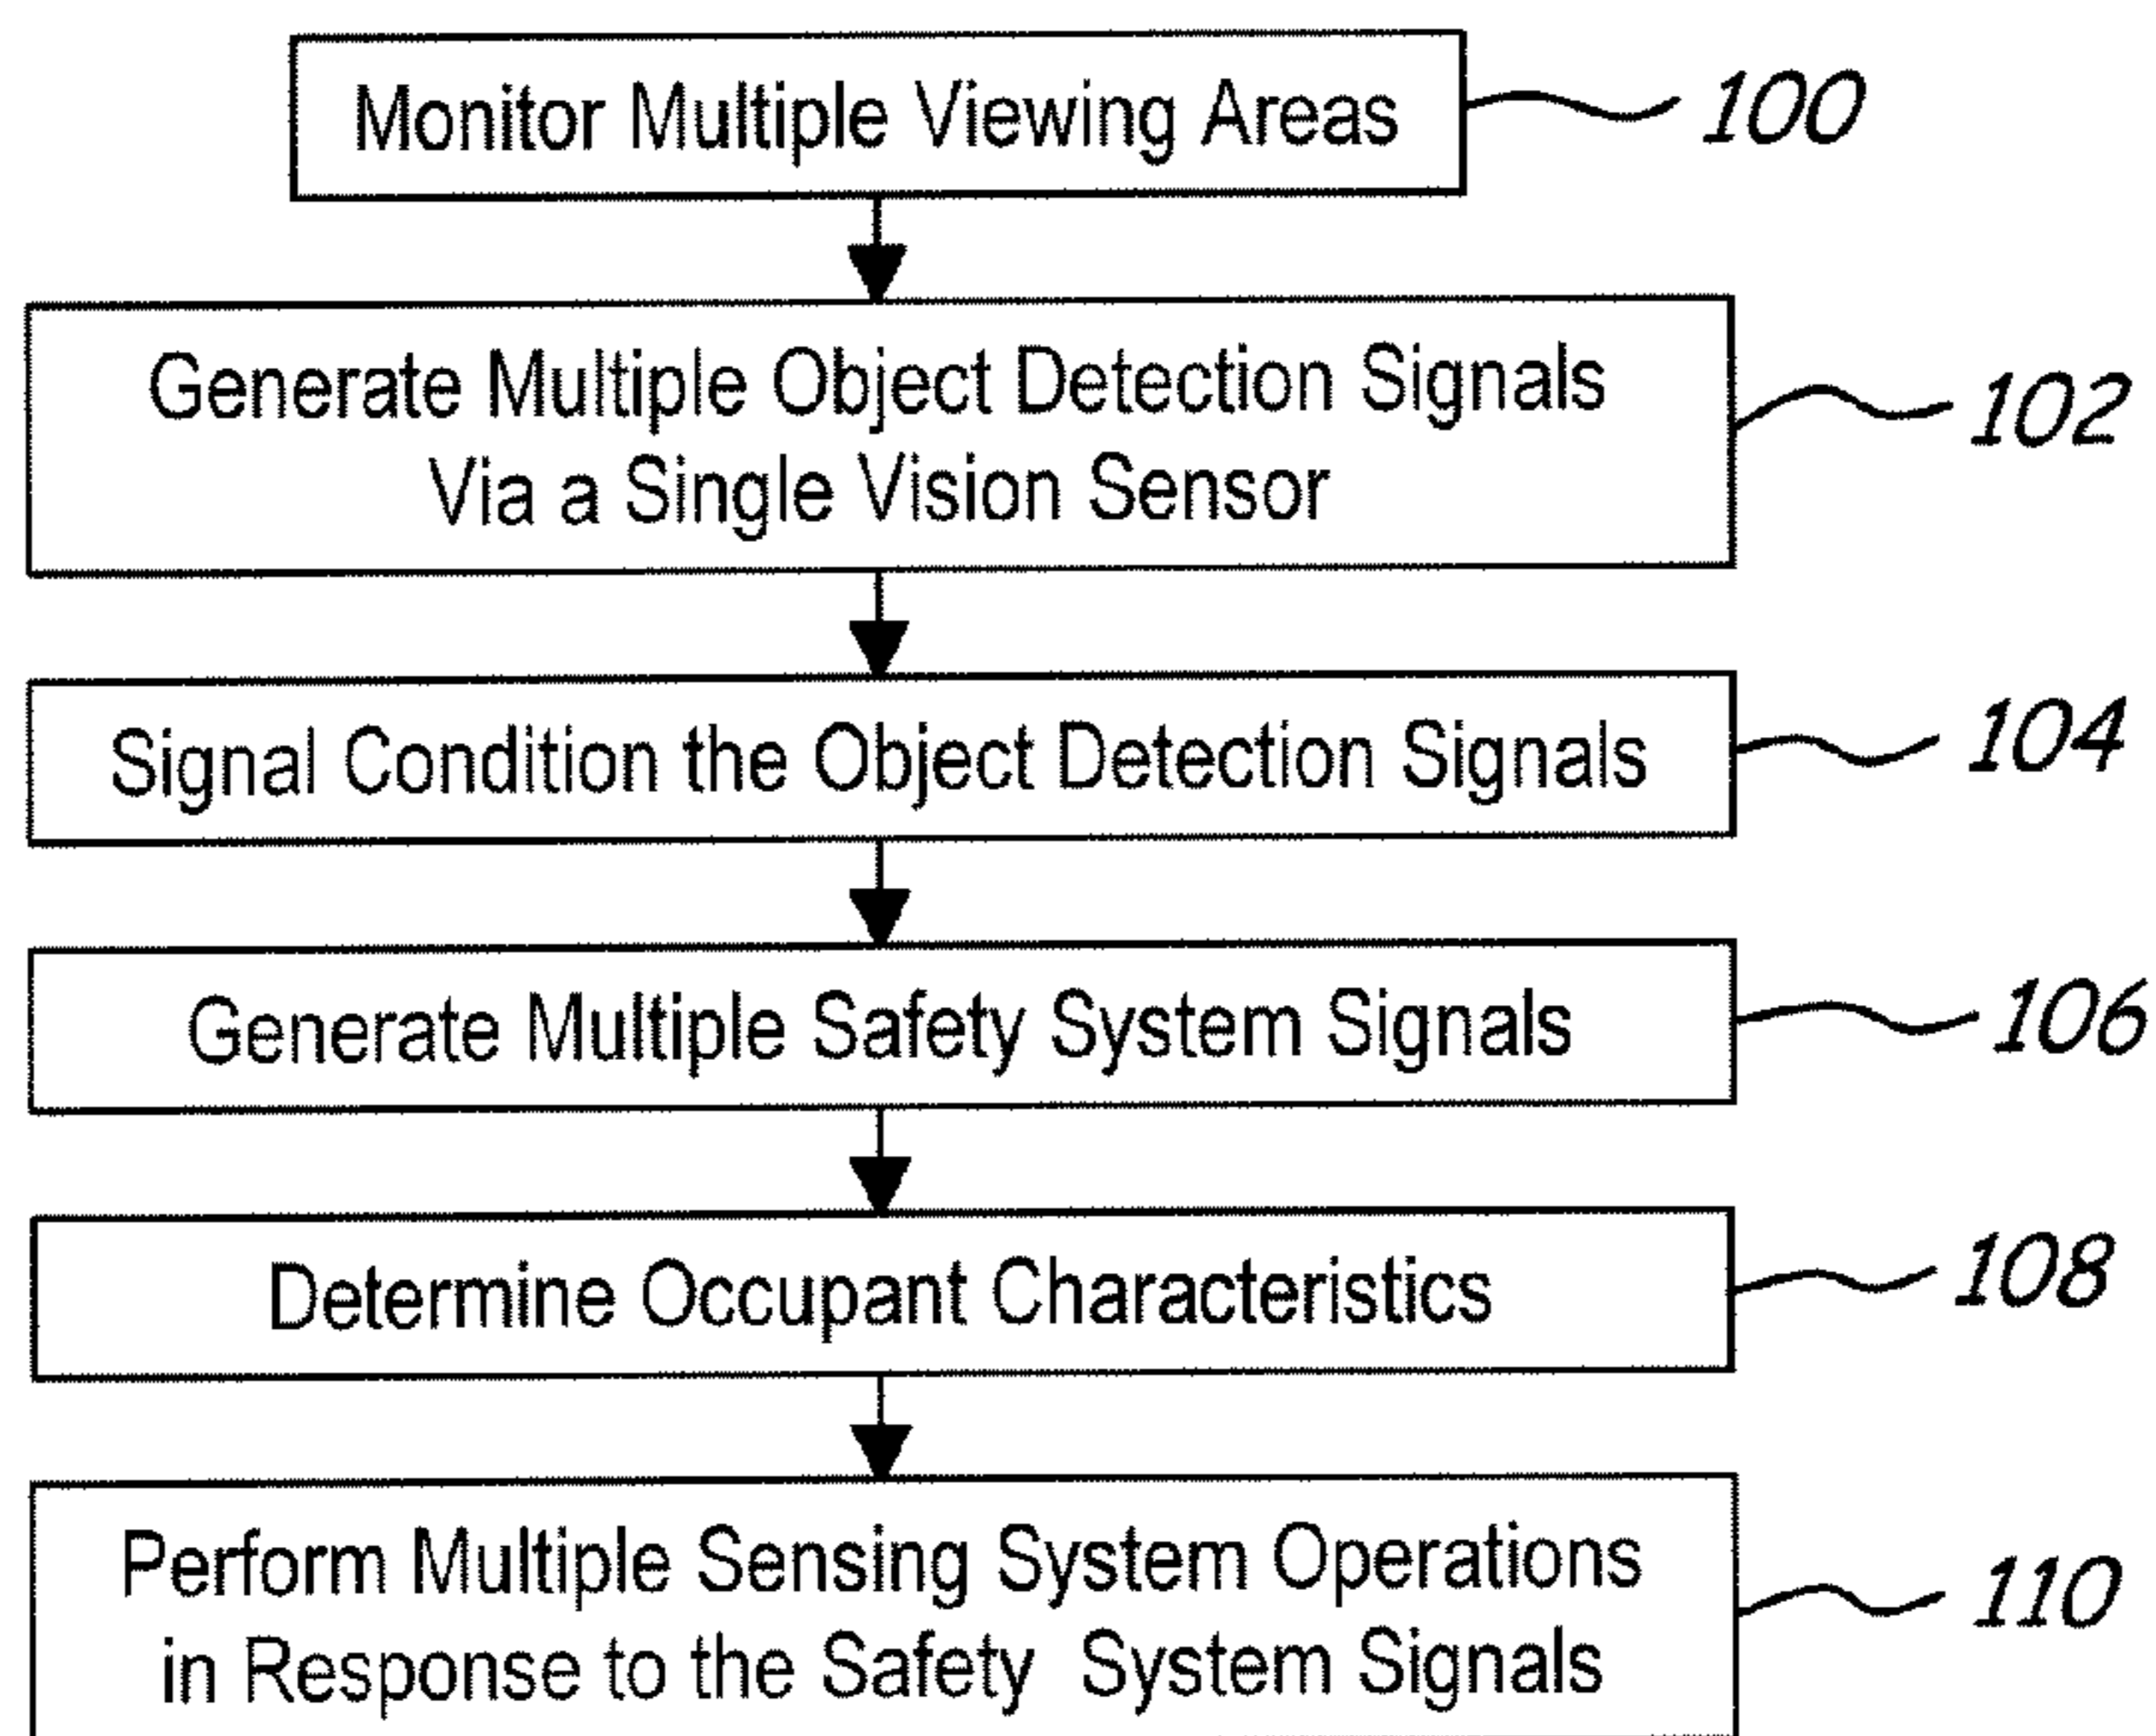 Monitor Multiple Viewing Areas
100
Generate Multiple Object Detection Signals
Via a Single Vision Sensor
102
Signal Condition the Object Detection Signals
104
Generate Multiple Safety System Signals
106
Determine Occupant Characteristics
108
Perform Multiple Sensing System Operations
in Response to the Safety System Signals
110